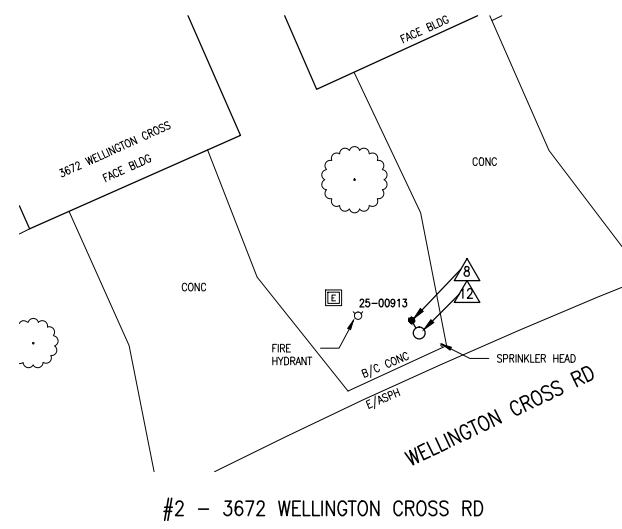 FACE BLDG
3672 WELLINGTON CROSS
FACE BLDG
CONC
CONC
E
25-00913
8
12
FIRE
HYDRANT
B/C CONC
SPRINKLER HEAD
E/ASPH
WELLINGTON CROSS RD
#2 - 3672 WELLINGTON CROSS RD